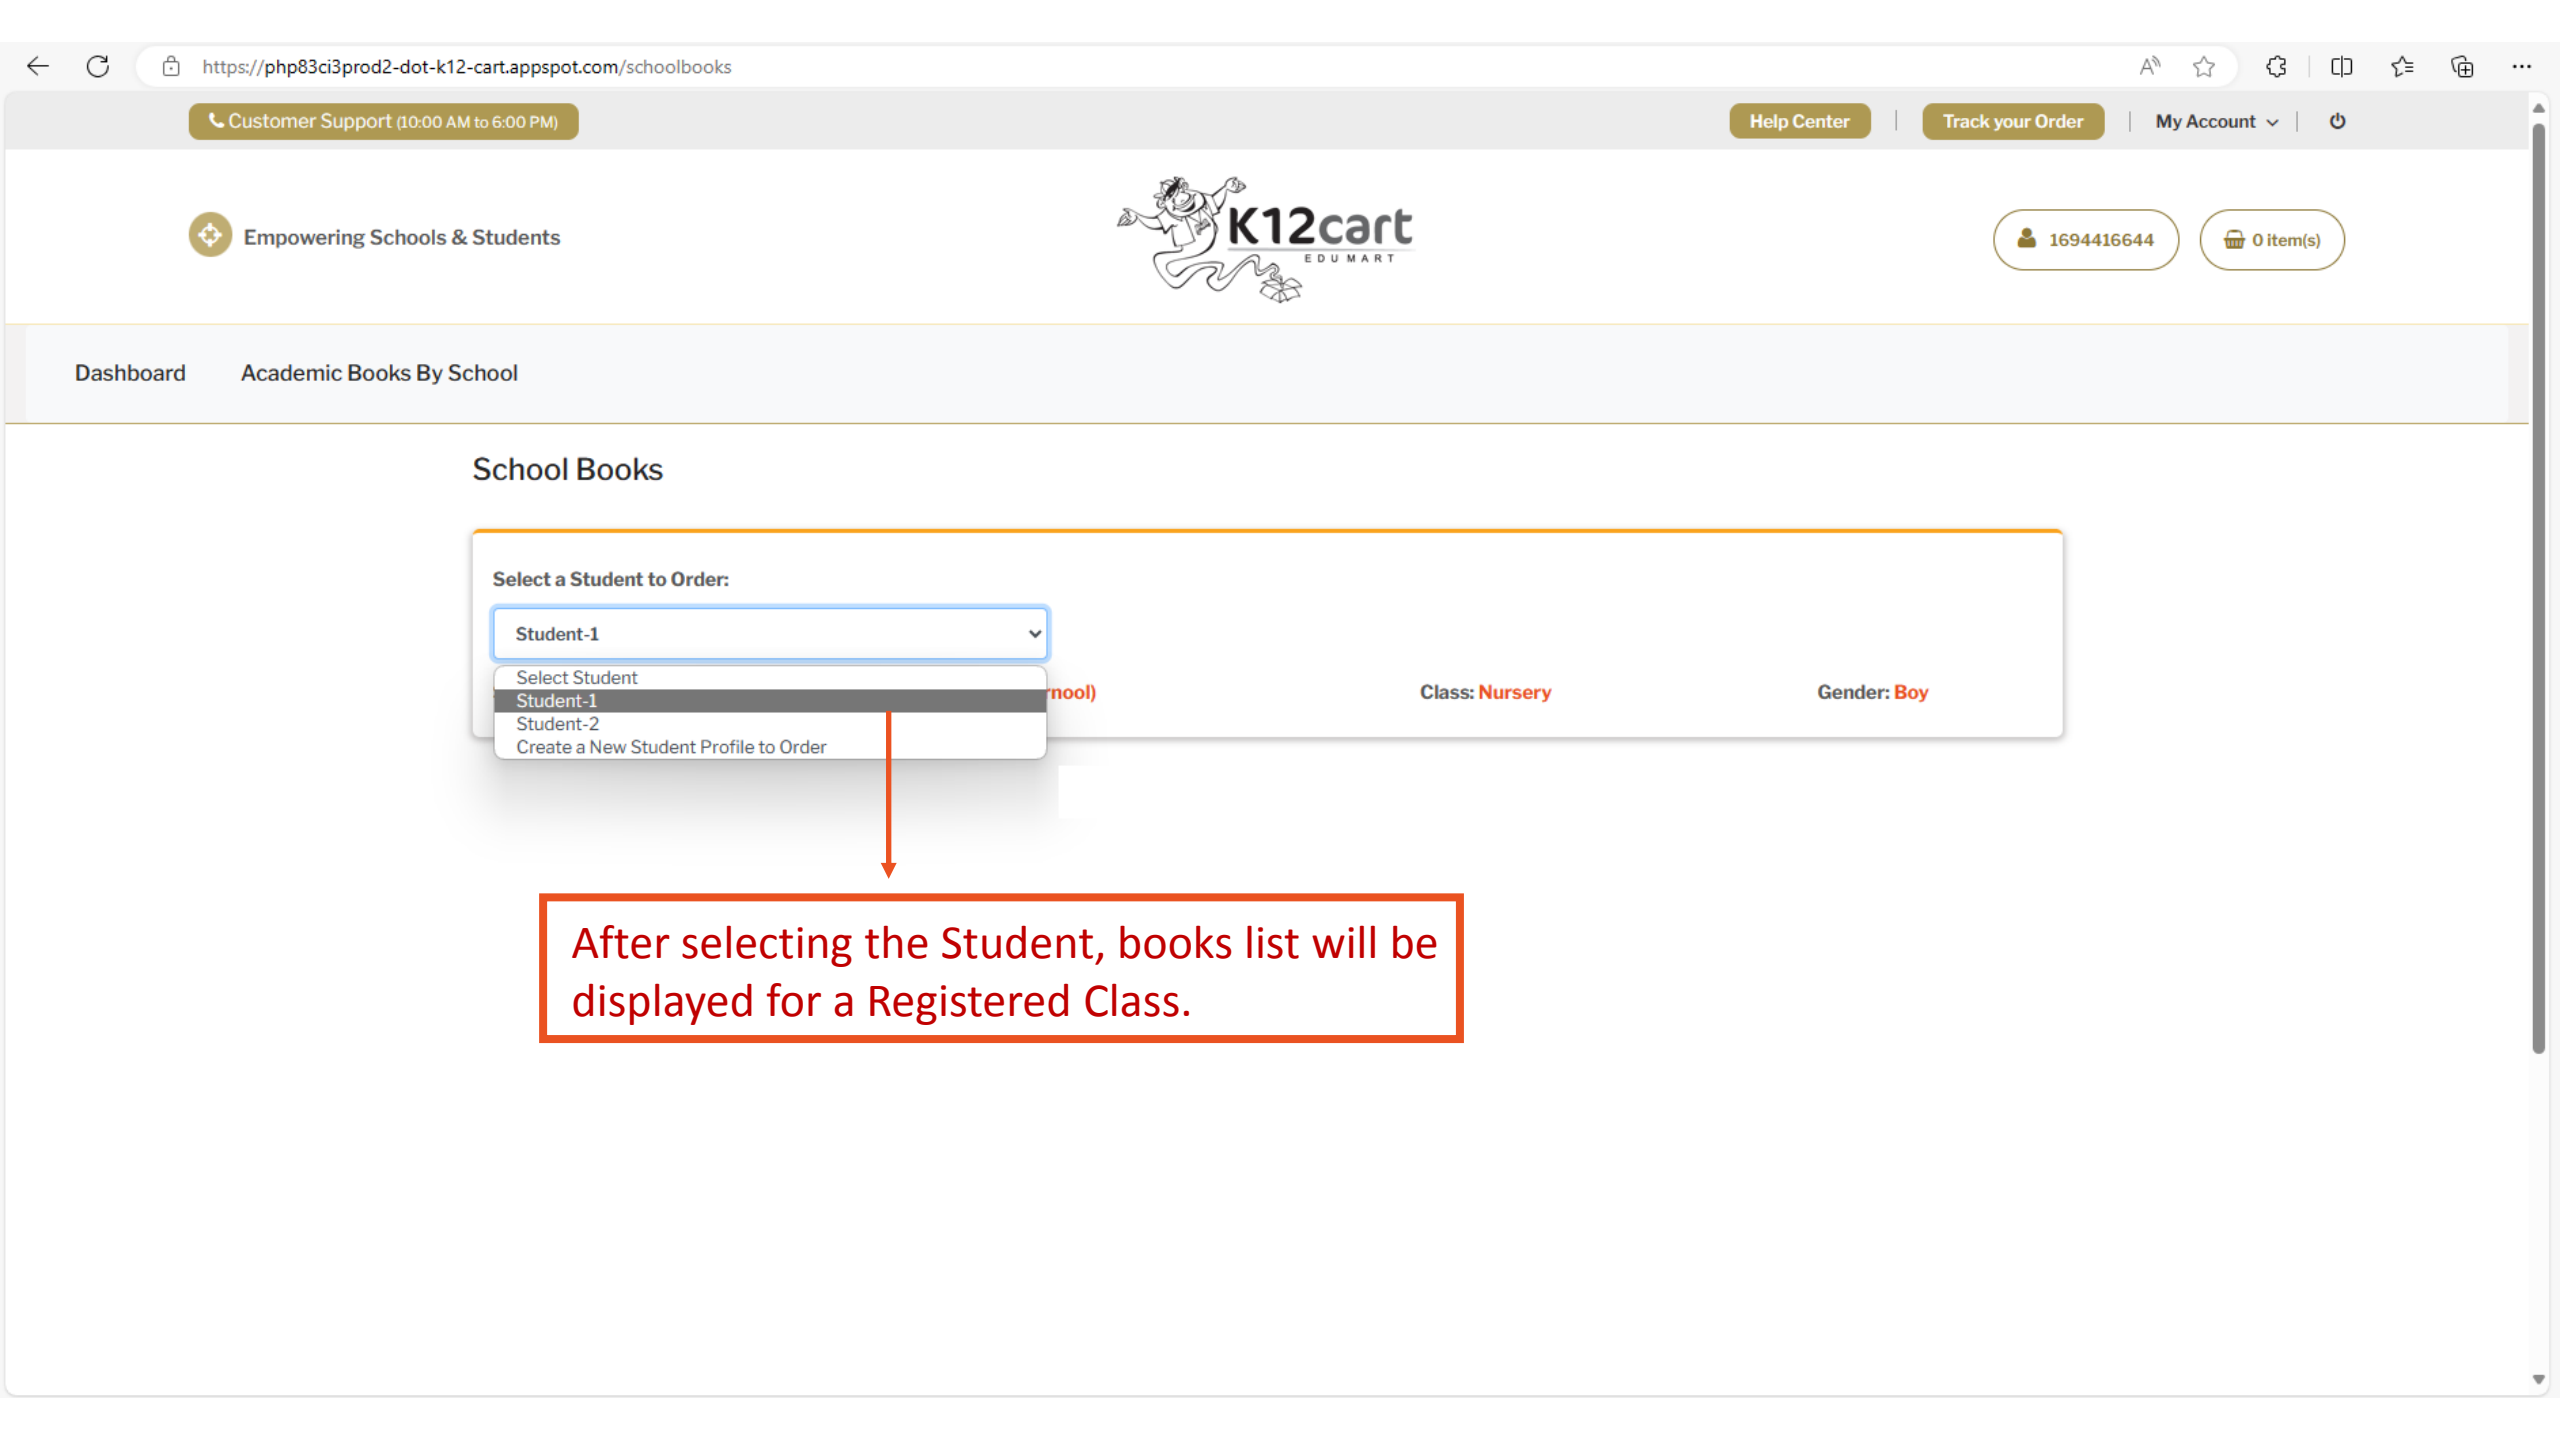 https://php83ci3prod2-dot-k12-cart.appspot.com/schoolbooks
Customer Support (10:00 AM to 6:00 PM)
Help Center | Track your Order | My Account |
Empowering Schools & Students
K12cart
EDU MART
1694416644
0 item(s)
Dashboard
Academic Books By School
School Books
Select a Student to Order:
Student-1
Select Student
Student-1
Student-2
Create a New Student Profile to Order
rnool)
Class: Nursery
Gender: Boy
After selecting the Student, books list will be
displayed for a Registered Class.